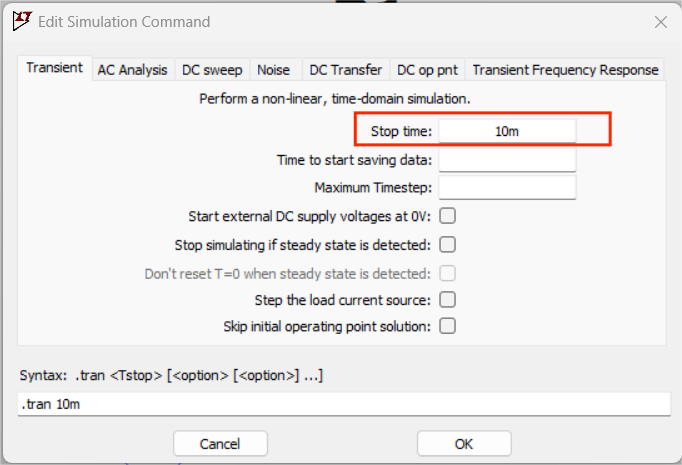 Edit Simulation Command
Transient AC Analysis DC sweep Noise DC Transfer DC op pnt Transient Frequency Response
Perform a non-linear, time-domain simulation.
Stop time: 10m
Time to start saving data:
Maximum Timestep:
Start external DC supply voltages at 0V:
Stop simulating if steady state is detected:
Don't reset T=0 when steady state is detected:
Step the load current source:
Skip initial operating point solution:
Syntax: .tran <Tstop> [<option> [<option>] ...]
.tran 10m
Cancel OK